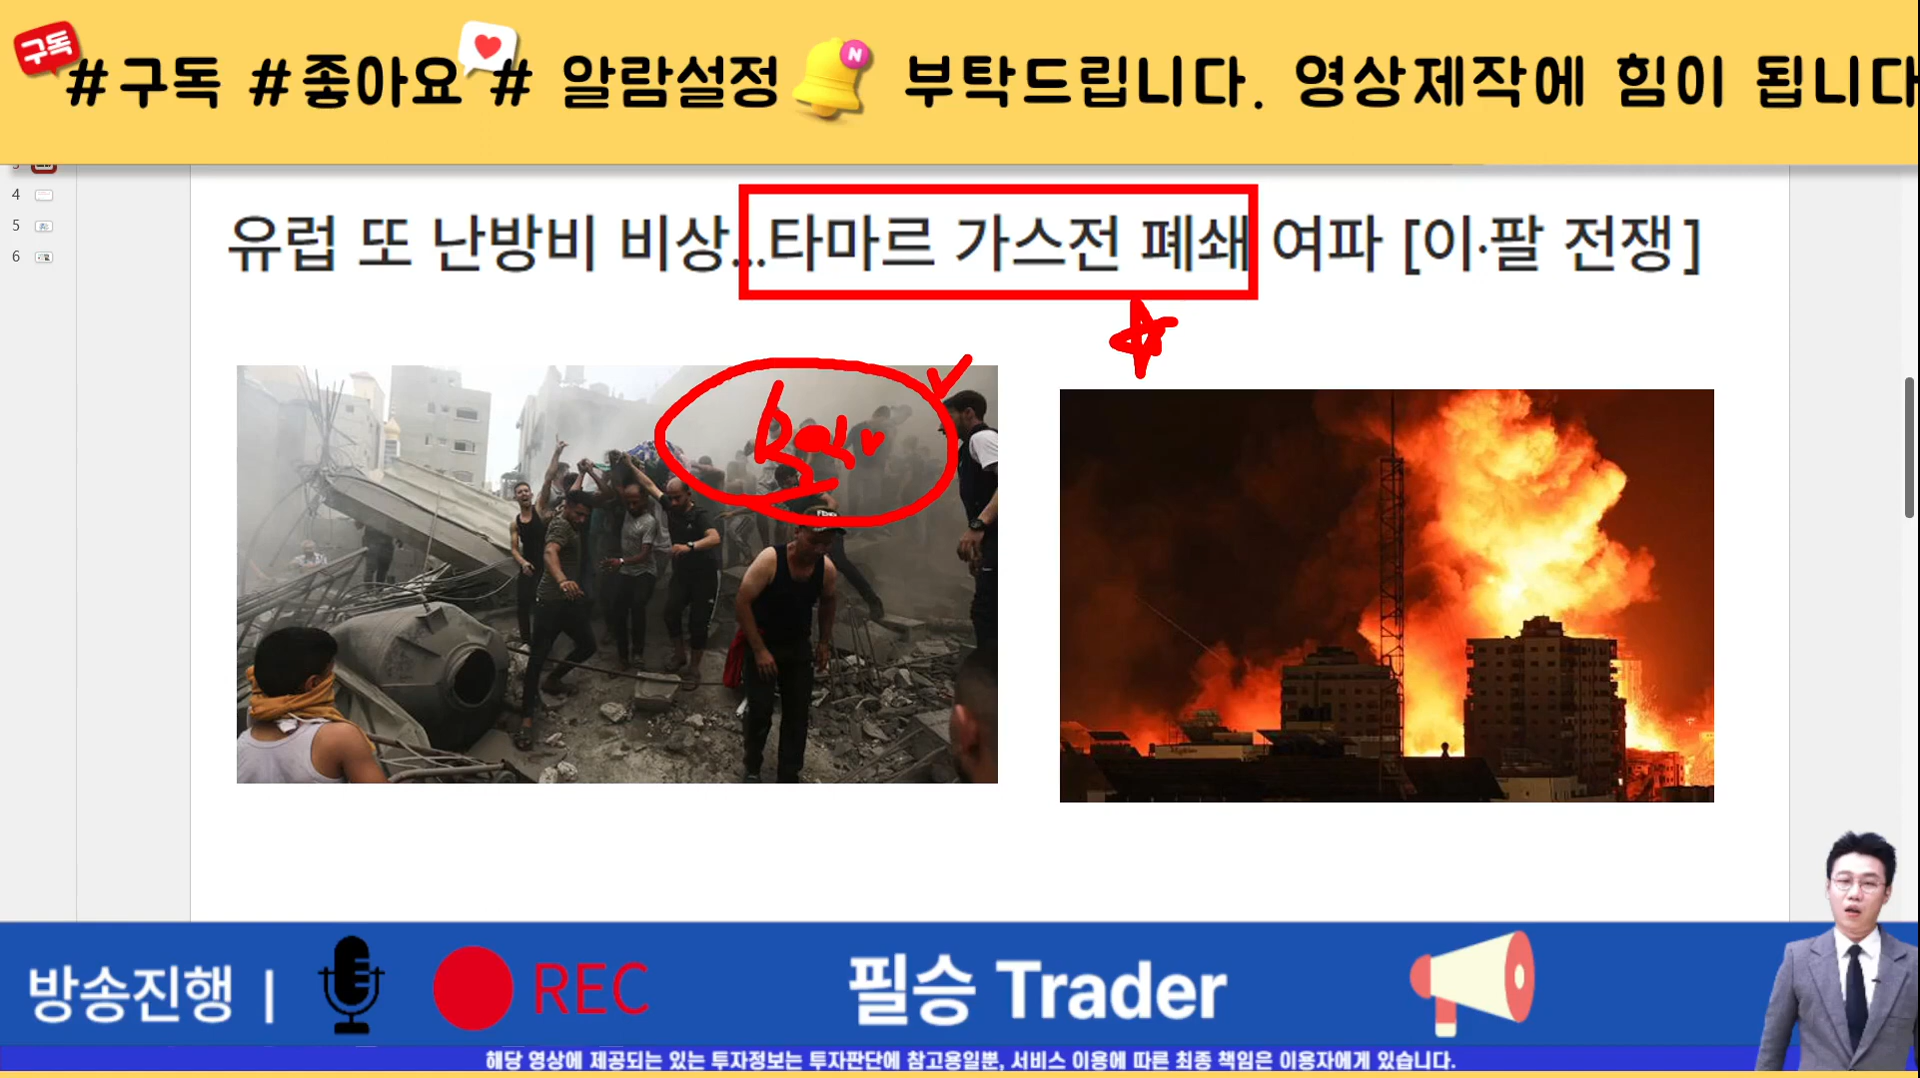 구독
#구독 #좋아요 # 알람설정 N 부탁드립니다. 영상제작에 힘이 됩니다
4
5
6
유럽 또 난방비 비상...타마르 가스전 폐쇄 여파 [이·팔 전쟁]
방송진행 | REC 필승 Trader
해당 영상에 제공되는 있는 투자정보는 투자판단에 참고용일뿐, 서비스 이용에 따른 최종 책임은 이용자에게 있습니다.